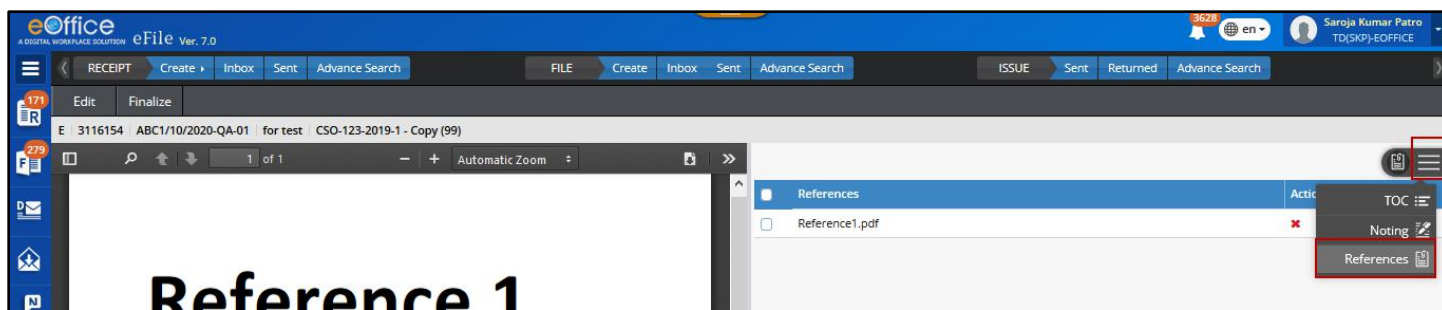 eOffice
A DIGITAL WORKPLACE SOLUTION eFile Ver. 7.0
3628 en
Saroja Kumar Patro
TD(SKP)-EOFFICE
RECEIPT Create Inbox Sent Advance Search FILE Create Inbox Sent Advance Search ISSUE Sent Returned Advance Search
171 R
Edit Finalize
E 3116154 ABC1/10/2020-QA-01 for test CSO-123-2019-1 - Copy (99)
279 F
1 of 1 − + Automatic Zoom
References
TOC
D
Reference1.pdf
Noting
References
N
Reference 1